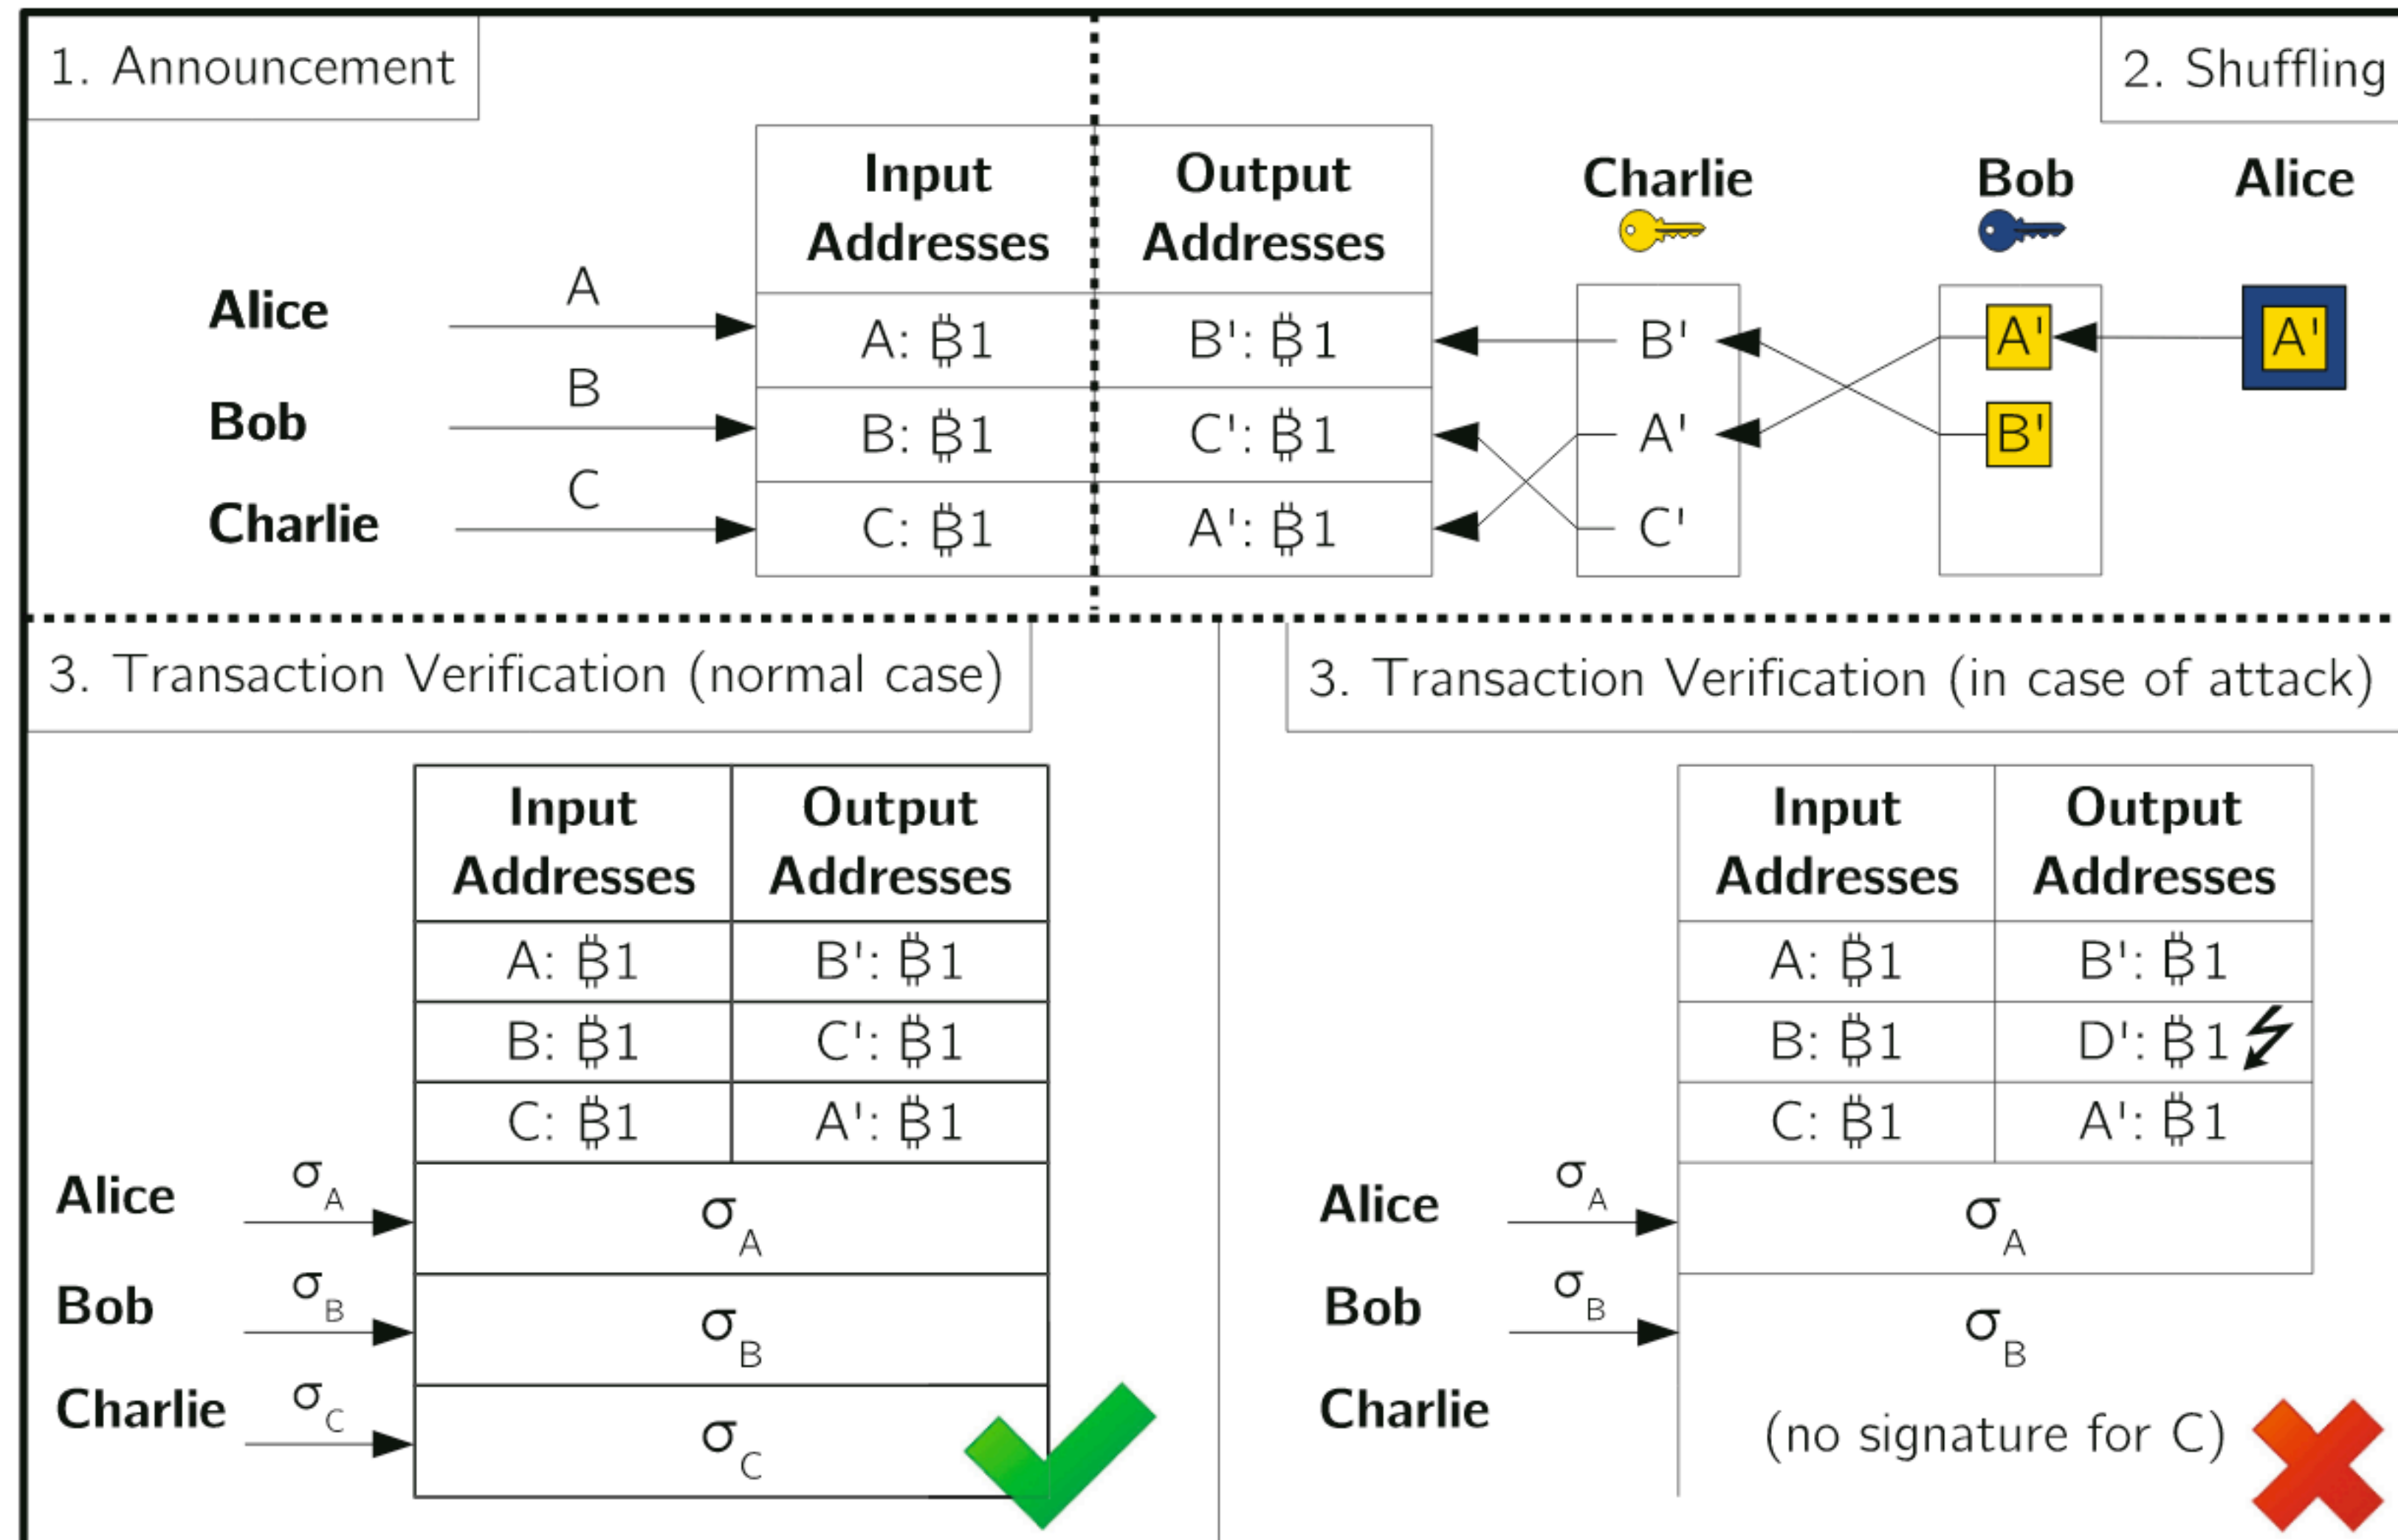 1. Announcement
2. Shuffling
Input Addresses
Output Addresses
Charlie
Bob
Alice
Alice
A
Bob
B
Charlie
C
A: ₿1
B': ₿1
B: ₿1
C': ₿1
C: ₿1
A': ₿1
B'
A'
C'
A'
B'
A'
3. Transaction Verification (normal case)
Input Addresses
Output Addresses
A: ₿1
B': ₿1
B: ₿1
C': ₿1
C: ₿1
A': ₿1
Alice
σA
σA
Bob
σB
σB
Charlie
σC
σC
3. Transaction Verification (in case of attack)
Input Addresses
Output Addresses
A: ₿1
B': ₿1
B: ₿1
D': ₿1
C: ₿1
A': ₿1
Alice
σA
σA
Bob
σB
σB
Charlie
(no signature for C)